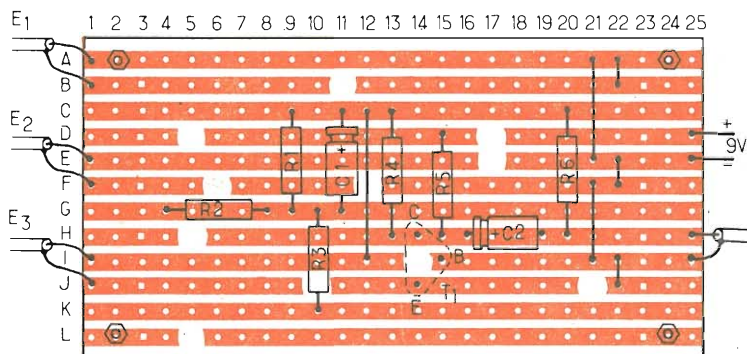 E1
1 2 3 4 5 6 7 8 9 10 11 12 13 14 15 16 17 18 19 20 21 22 23 24 25
A
B
C
D
+
E2
E
9V
−
F
R1
C1+
R4
R5
R6
G
R2
E3
H
C
+C2
I
R3
B
J
E
T1
K
L